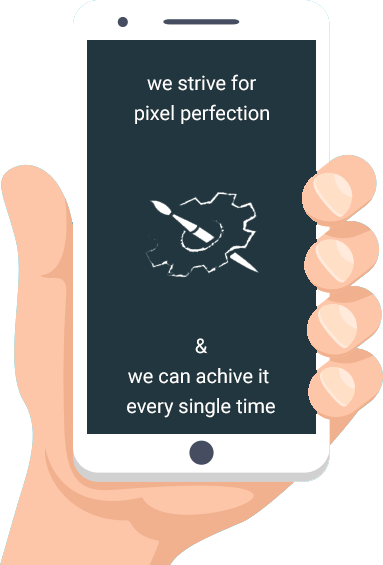 we strive for
pixel perfection
&
we can achive it
every single time